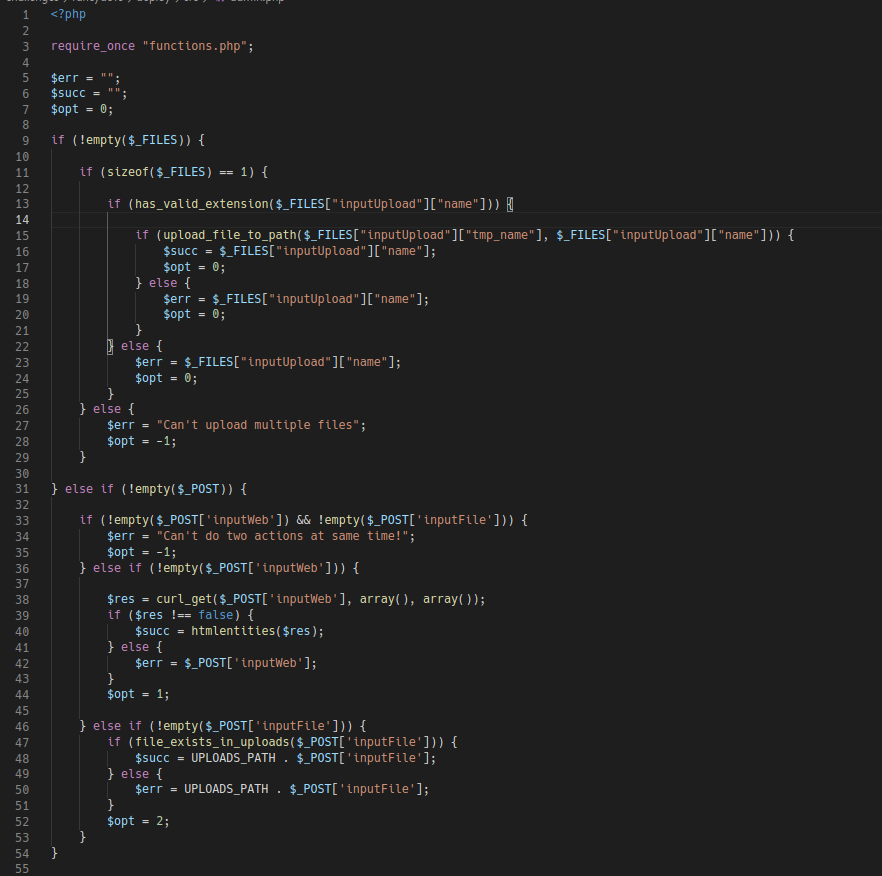 1 <?php
2
3 require_once "functions.php";
4
5 $err = "";
6 $succ = "";
7 $opt = 0;
8
9 if (!empty($_FILES)) {
10
11     if (sizeof($_FILES) == 1) {
12
13         if (has_valid_extension($_FILES["inputUpload"]["name"])) {
14
15             if (upload_file_to_path($_FILES["inputUpload"]["tmp_name"], $_FILES["inputUpload"]["name"])) {
16                 $succ = $_FILES["inputUpload"]["name"];
17                 $opt = 0;
18             } else {
19                 $err = $_FILES["inputUpload"]["name"];
20                 $opt = 0;
21             }
22         } else {
23             $err = $_FILES["inputUpload"]["name"];
24             $opt = 0;
25         }
26     } else {
27         $err = "Can't upload multiple files";
28         $opt = -1;
29     }
30
31 } else if (!empty($_POST)) {
32
33     if (!empty($_POST['inputWeb']) && !empty($_POST['inputFile'])) {
34         $err = "Can't do two actions at same time!";
35         $opt = -1;
36     } else if (!empty($_POST['inputWeb'])) {
37
38         $res = curl_get($_POST['inputWeb'], array(), array());
39         if ($res !== false) {
40             $succ = htmlentities($res);
41         } else {
42             $err = $_POST['inputWeb'];
43         }
44         $opt = 1;
45
46     } else if (!empty($_POST['inputFile'])) {
47         if (file_exists_in_uploads($_POST['inputFile'])) {
48             $succ = UPLOADS_PATH . $_POST['inputFile'];
49         } else {
50             $err = UPLOADS_PATH . $_POST['inputFile'];
51         }
52         $opt = 2;
53     }
54 }
55